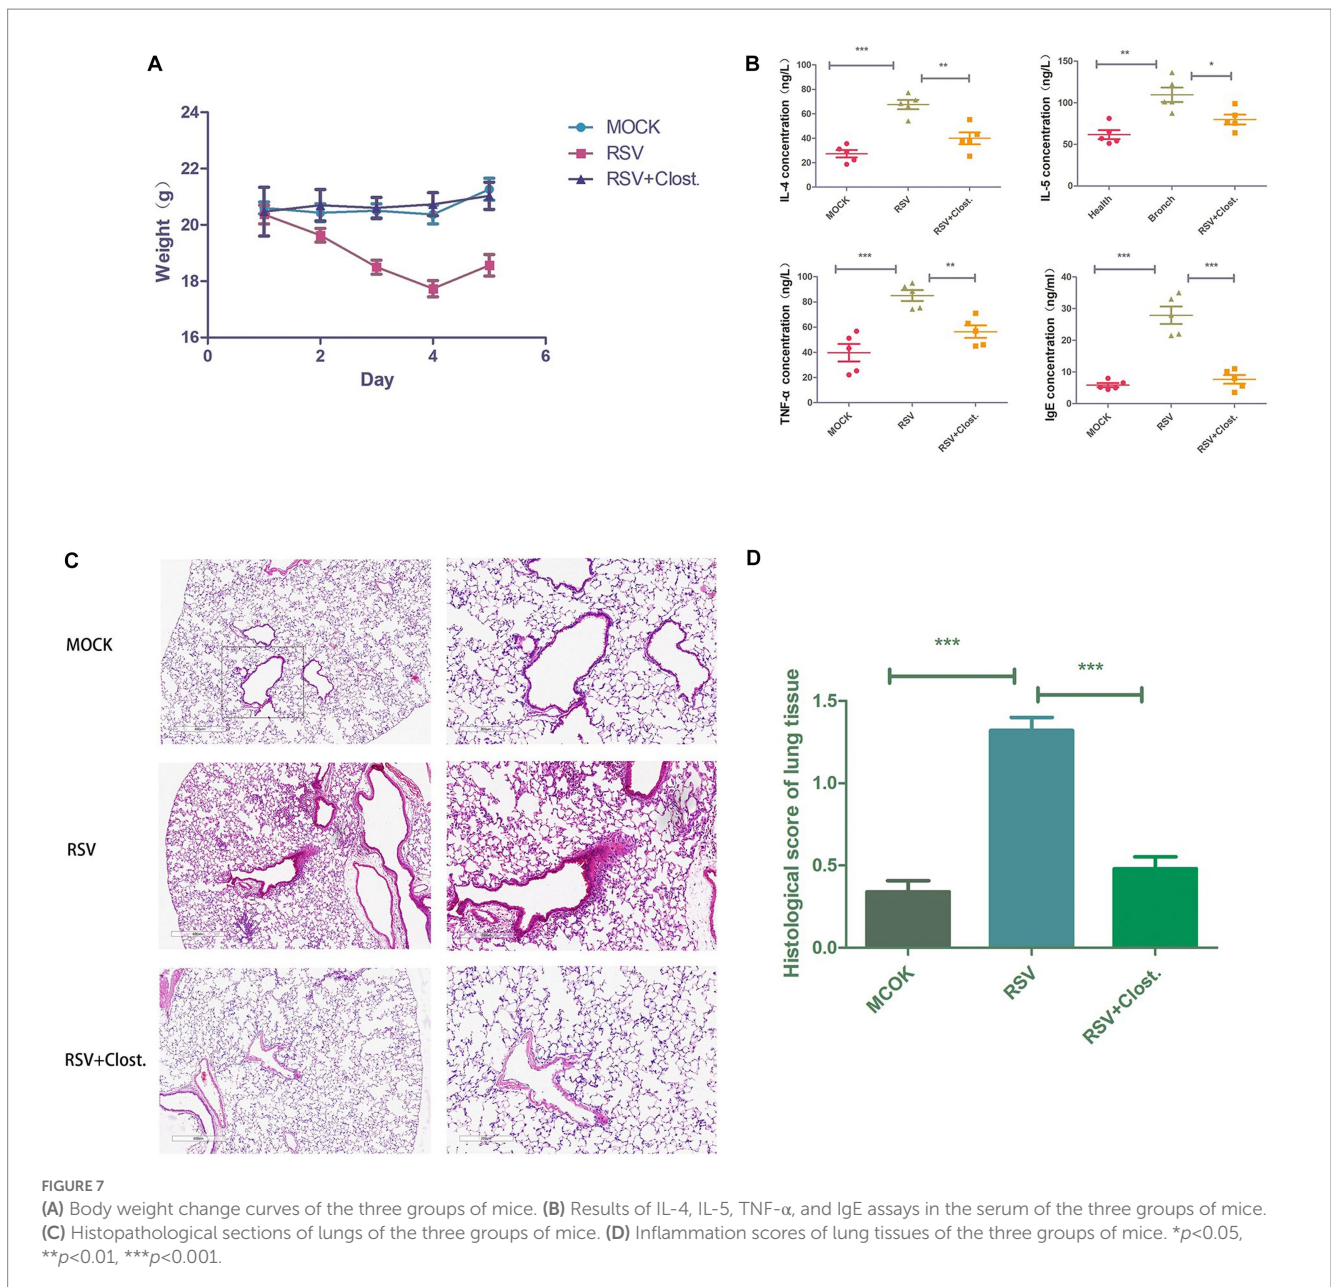 A
24
22
20
18
16
Weight (g)
0
2
4
6
Day
MOCK
RSV
RSV+Clost.
B
***
**
100
80
60
40
20
0
IL-4 concentration (ng/L)
MOCK
RSV
RSV+Clost.
**
*
150
100
50
0
IL-5 concentration (ng/L)
Health
Bronch
RSV+Clost.
***
**
100
80
60
40
20
0
TNF-α concentration (ng/L)
MOCK
RSV
RSV+Clost.
***
***
40
30
20
10
0
IgE concentration (ng/ml)
MOCK
RSV
RSV+Clost.
C
MOCK
RSV
RSV+Clost.
D
***
***
1.5
1.0
0.5
0.0
Histological score of lung tissue
MCOK
RSV
RSV+Clost.
FIGURE 7
(A) Body weight change curves of the three groups of mice. (B) Results of IL-4, IL-5, TNF-α, and IgE assays in the serum of the three groups of mice.
(C) Histopathological sections of lungs of the three groups of mice. (D) Inflammation scores of lung tissues of the three groups of mice. *p<0.05,
**p<0.01, ***p<0.001.